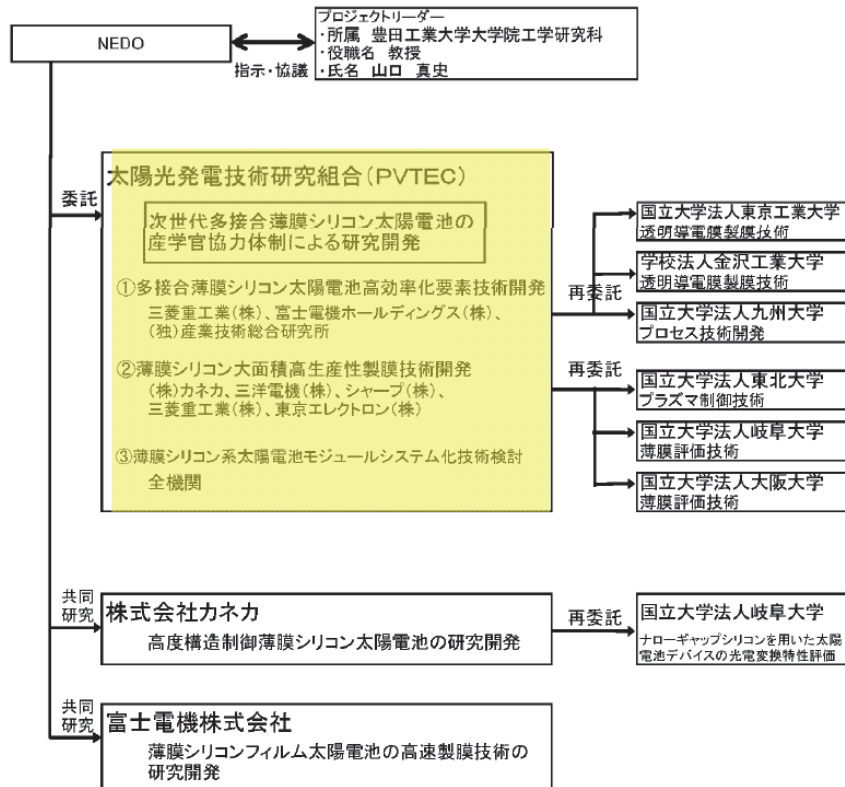 NEDO
プロジェクトリーダー
・所属 豊田工業大学大学院工学研究科
・役職名 教授
・氏名 山口 真史
指示・協議
委託
太陽光発電技術研究組合(PVTEC)
次世代多接合薄膜シリコン太陽電池の
産学官協力体制による研究開発
①多接合薄膜シリコン太陽電池高効率化要素技術開発
三菱重工業(株)、富士電機ホールディングス(株)、
(独)産業技術総合研究所
②薄膜シリコン大面積高生産性製膜技術開発
(株)カネカ、三洋電機(株)、シャープ(株)、
三菱重工業(株)、東京エレクトロン(株)
③薄膜シリコン系太陽電池モジュールシステム化技術検討
全機関
再委託
国立大学法人東京工業大学
透明導電膜製膜技術
学校法人金沢工業大学
透明導電膜製膜技術
国立大学法人九州大学
プロセス技術開発
再委託
国立大学法人東北大学
プラズマ制御技術
国立大学法人岐阜大学
薄膜評価技術
国立大学法人大阪大学
薄膜評価技術
共同
研究
株式会社カネカ
高度構造制御薄膜シリコン太陽電池の研究開発
再委託
国立大学法人岐阜大学
ナローギャップシリコンを用いた太陽
電池デバイスの光電変換特性評価
共同
研究
富士電機株式会社
薄膜シリコンフィルム太陽電池の高速製膜技術の
研究開発